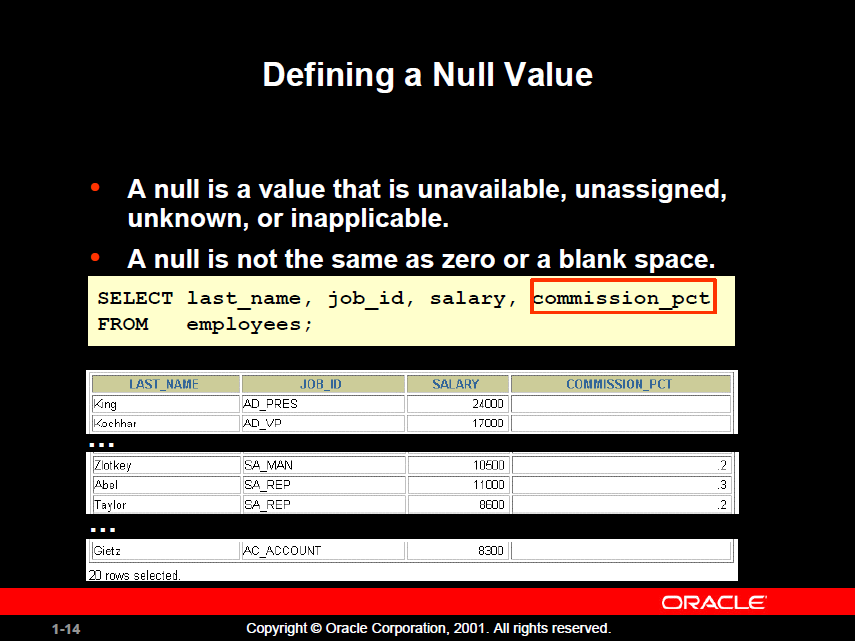 Defining a Null Value
• A null is a value that is unavailable, unassigned,
unknown, or inapplicable.
• A null is not the same as zero or a blank space.
SELECT last_name, job_id, salary, commission_pct
FROM employees;
LAST_NAME JOB_ID SALARY COMMISSION_PCT
King AD_PRES 24000
Kochhar AD_VP 17000
...
Zlotkey SA_MAN 10500 .2
Abel SA_REP 11000 .3
Taylor SA_REP 8600 .2
...
Gietz AC_ACCOUNT 8300
20 rows selected.
ORACLE
1-14 Copyright © Oracle Corporation, 2001. All rights reserved.